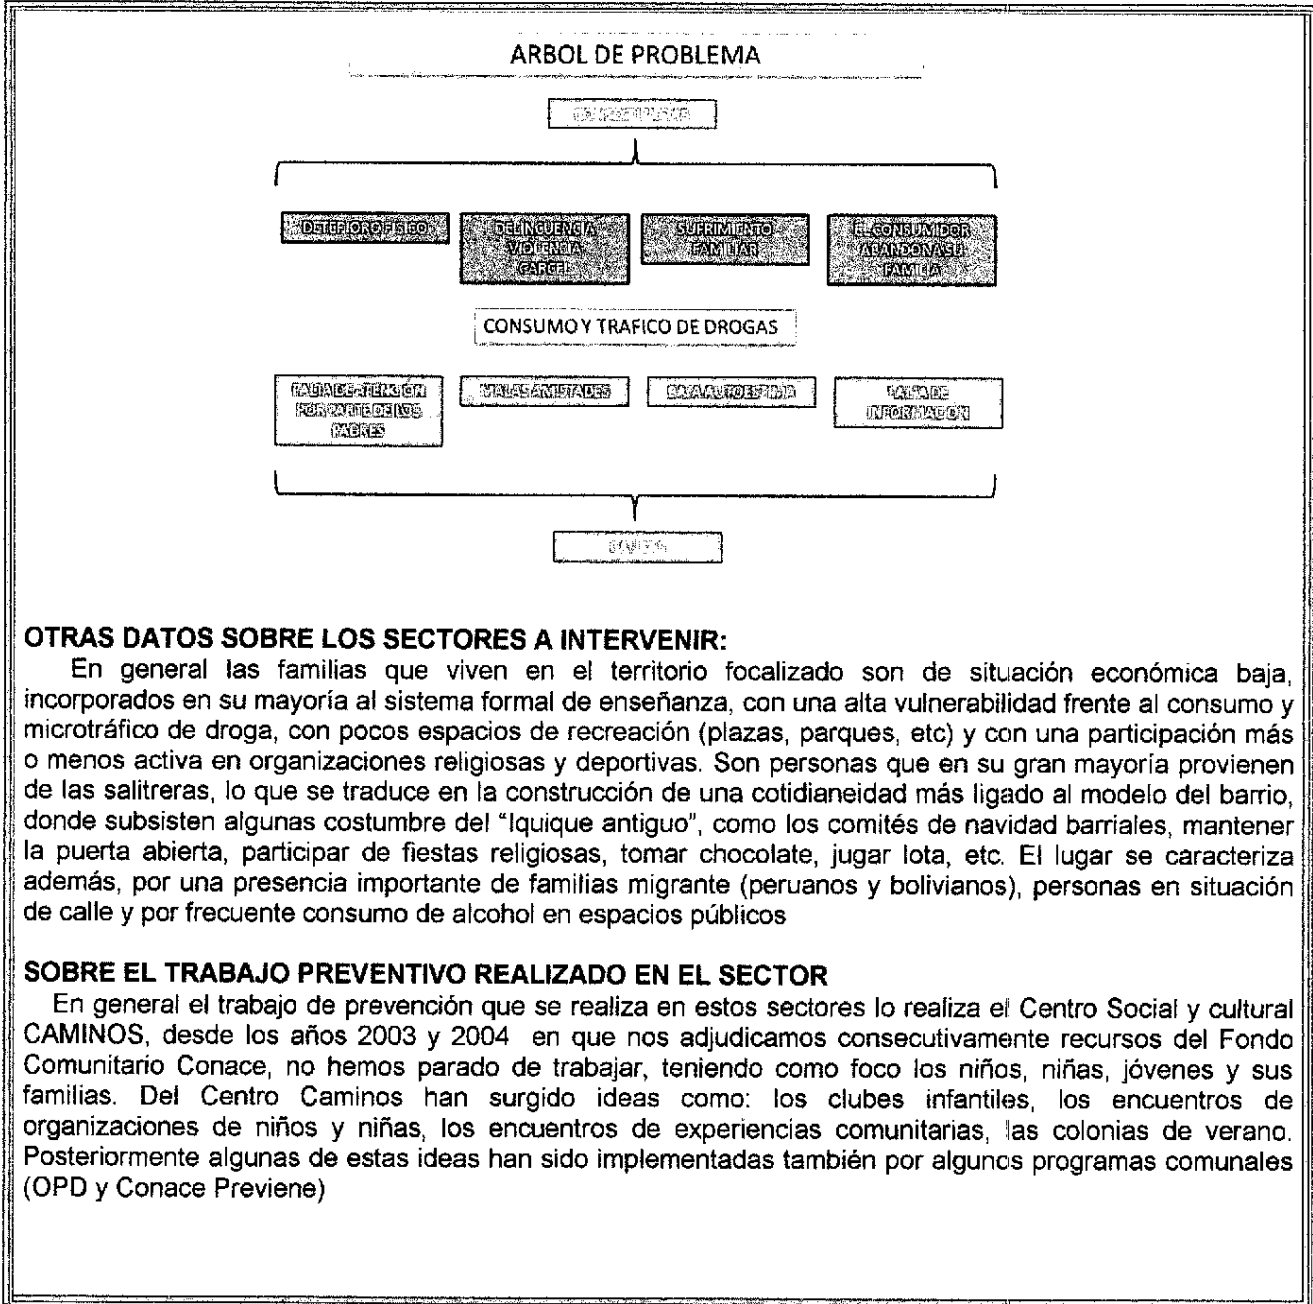 ARBOL DE PROBLEMA
DETERIORO FISICO
DELINCUENCIA
VIOLENCIA
CARCEL
SUFRIMIENTO
FAMILIAR
EL CONSUMIDOR
ABANDONA SU
FAMILIA
CONSUMO Y TRAFICO DE DROGAS
FALTA DE ATENCION
POR PARTE DE LOS
PADRES
MALAS AMISTADES
BAJA AUTOESTIMA
FALTA DE
INFORMACION
OTRAS DATOS SOBRE LOS SECTORES A INTERVENIR:
En general las familias que viven en el territorio focalizado son de situación económica baja,
incorporados en su mayoría al sistema formal de enseñanza, con una alta vulnerabilidad frente al consumo y
microtráfico de droga, con pocos espacios de recreación (plazas, parques, etc) y con una participación más
o menos activa en organizaciones religiosas y deportivas. Son personas que en su gran mayoría provienen
de las salitreras, lo que se traduce en la construcción de una cotidianeidad más ligado al modelo del barrio,
donde subsisten algunas costumbre del "Iquique antiguo", como los comités de navidad barriales, mantener
la puerta abierta, participar de fiestas religiosas, tomar chocolate, jugar lota, etc. El lugar se caracteriza
además, por una presencia importante de familias migrante (peruanos y bolivianos), personas en situación
de calle y por frecuente consumo de alcohol en espacios públicos
SOBRE EL TRABAJO PREVENTIVO REALIZADO EN EL SECTOR
En general el trabajo de prevención que se realiza en estos sectores lo realiza el Centro Social y cultural
CAMINOS, desde los años 2003 y 2004 en que nos adjudicamos consecutivamente recursos del Fondo
Comunitario Conace, no hemos parado de trabajar, teniendo como foco los niños, niñas, jóvenes y sus
familias. Del Centro Caminos han surgido ideas como: los clubes infantiles, los encuentros de
organizaciones de niños y niñas, los encuentros de experiencias comunitarias, las colonias de verano.
Posteriormente algunas de estas ideas han sido implementadas también por algunos programas comunales
(OPD y Conace Previene)